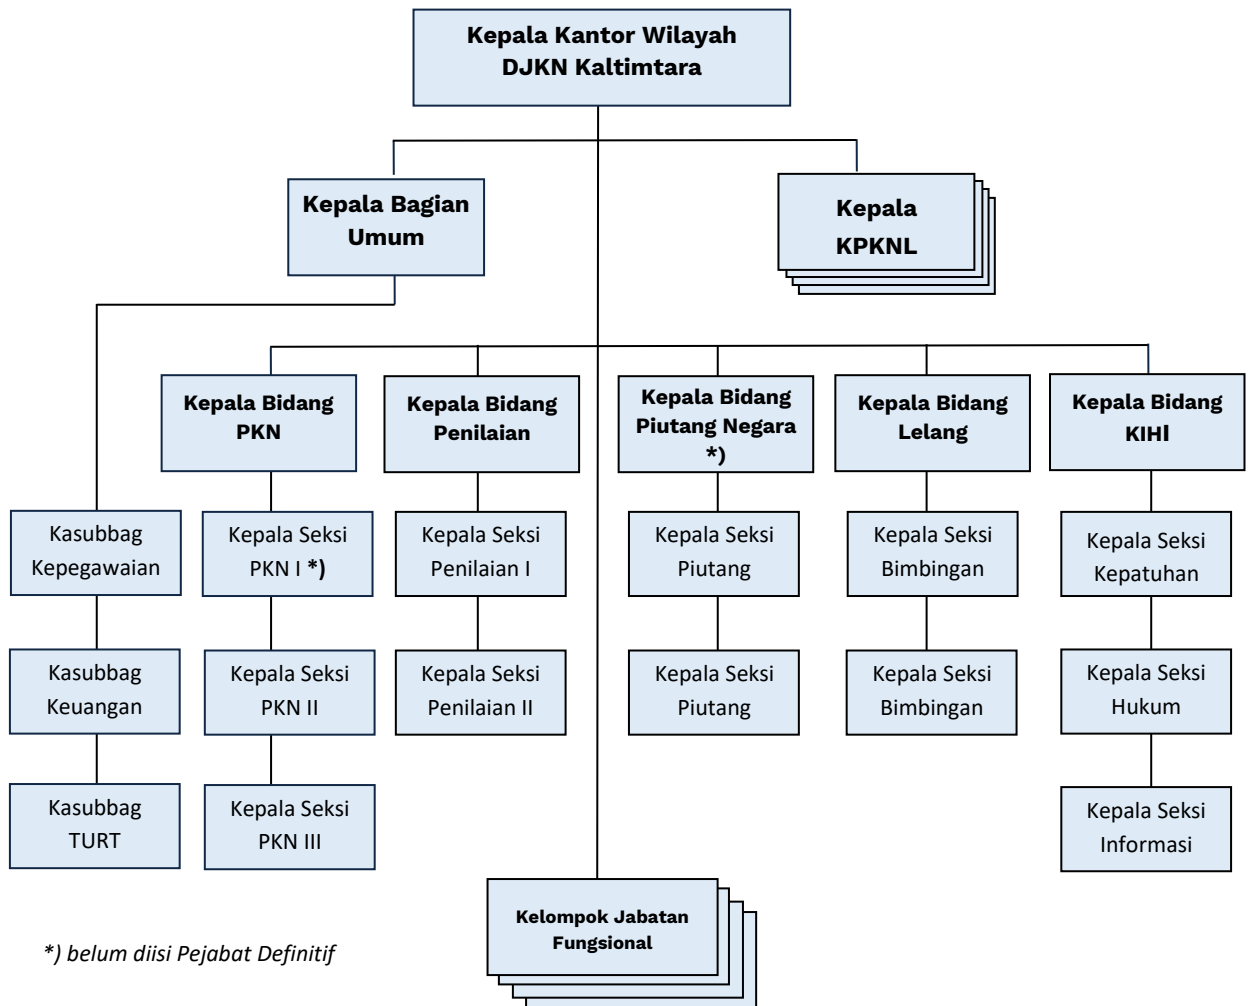 Kepala Kantor Wilayah
DJKN Kaltimtara
Kepala Bagian
Umum
Kepala
KPKNL
Kepala Bidang
PKN
Kepala Bidang
Penilaian
Kepala Bidang
Piutang Negara
*)
Kepala Bidang
Lelang
Kepala Bidang
KIHI
Kasubbag
Kepegawaian
Kepala Seksi
PKN I *)
Kepala Seksi
Penilaian I
Kepala Seksi
Piutang
Kepala Seksi
Bimbingan
Kepala Seksi
Kepatuhan
Kasubbag
Keuangan
Kepala Seksi
PKN II
Kepala Seksi
Penilaian II
Kepala Seksi
Piutang
Kepala Seksi
Bimbingan
Kepala Seksi
Hukum
Kasubbag
TURT
Kepala Seksi
PKN III
Kepala Seksi
Informasi
Kelompok Jabatan
Fungsional
*) belum diisi Pejabat Definitif